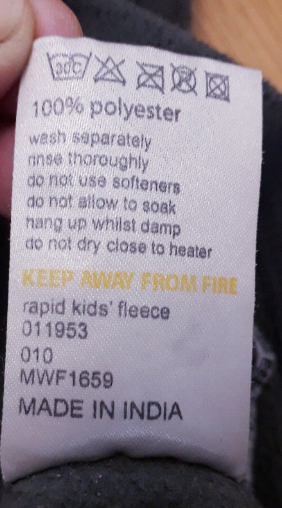 30C
100% polyester
wash separately
rinse thoroughly
do not use softeners
do not allow to soak
hang up whilst damp
do not dry close to heater
KEEP AWAY FROM FIRE
rapid kids' fleece
011953
010
MWF1659
MADE IN INDIA